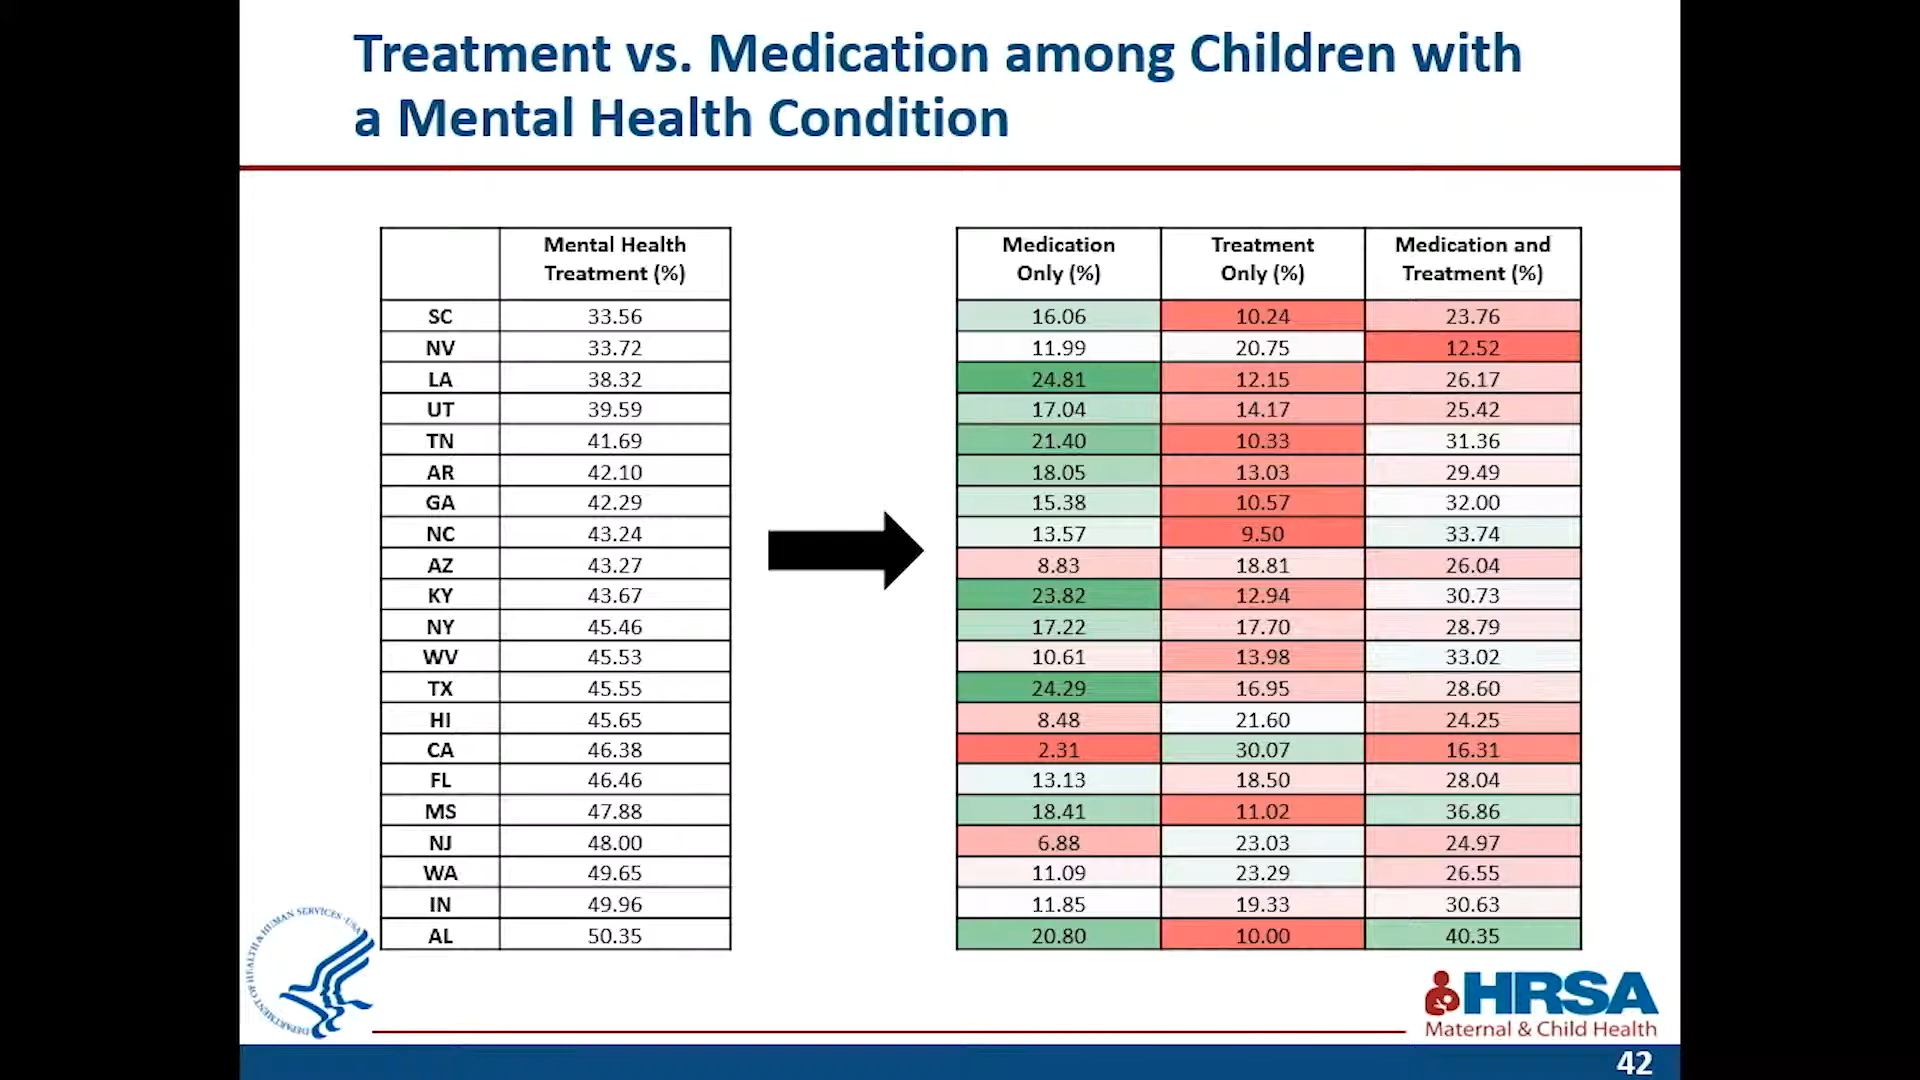 Treatment vs. Medication among Children with
a Mental Health Condition
Mental Health Treatment (%) Medication Only (%) Treatment Only (%) Medication and Treatment (%)
SC 33.56 16.06 10.24 23.76
NV 33.72 11.99 20.75 12.52
LA 38.32 24.81 12.15 26.17
UT 39.59 17.04 14.17 25.42
TN 41.69 21.40 10.33 31.36
AR 42.10 18.05 13.03 29.49
GA 42.29 15.38 10.57 32.00
NC 43.24 13.57 9.50 33.74
AZ 43.27 8.83 18.81 26.04
KY 43.67 23.82 12.94 30.73
NY 45.46 17.22 17.70 28.79
WV 45.53 10.61 13.98 33.02
TX 45.55 24.29 16.95 28.60
HI 45.65 8.48 21.60 24.25
CA 46.38 2.31 30.07 16.31
FL 46.46 13.13 18.50 28.04
MS 47.88 18.41 11.02 36.86
NJ 48.00 6.88 23.03 24.97
WA 49.65 11.09 23.29 26.55
IN 49.96 11.85 19.33 30.63
AL 50.35 20.80 10.00 40.35
DEPARTMENT OF HEALTH & HUMAN SERVICES · USA
HRSA
Maternal & Child Health
42